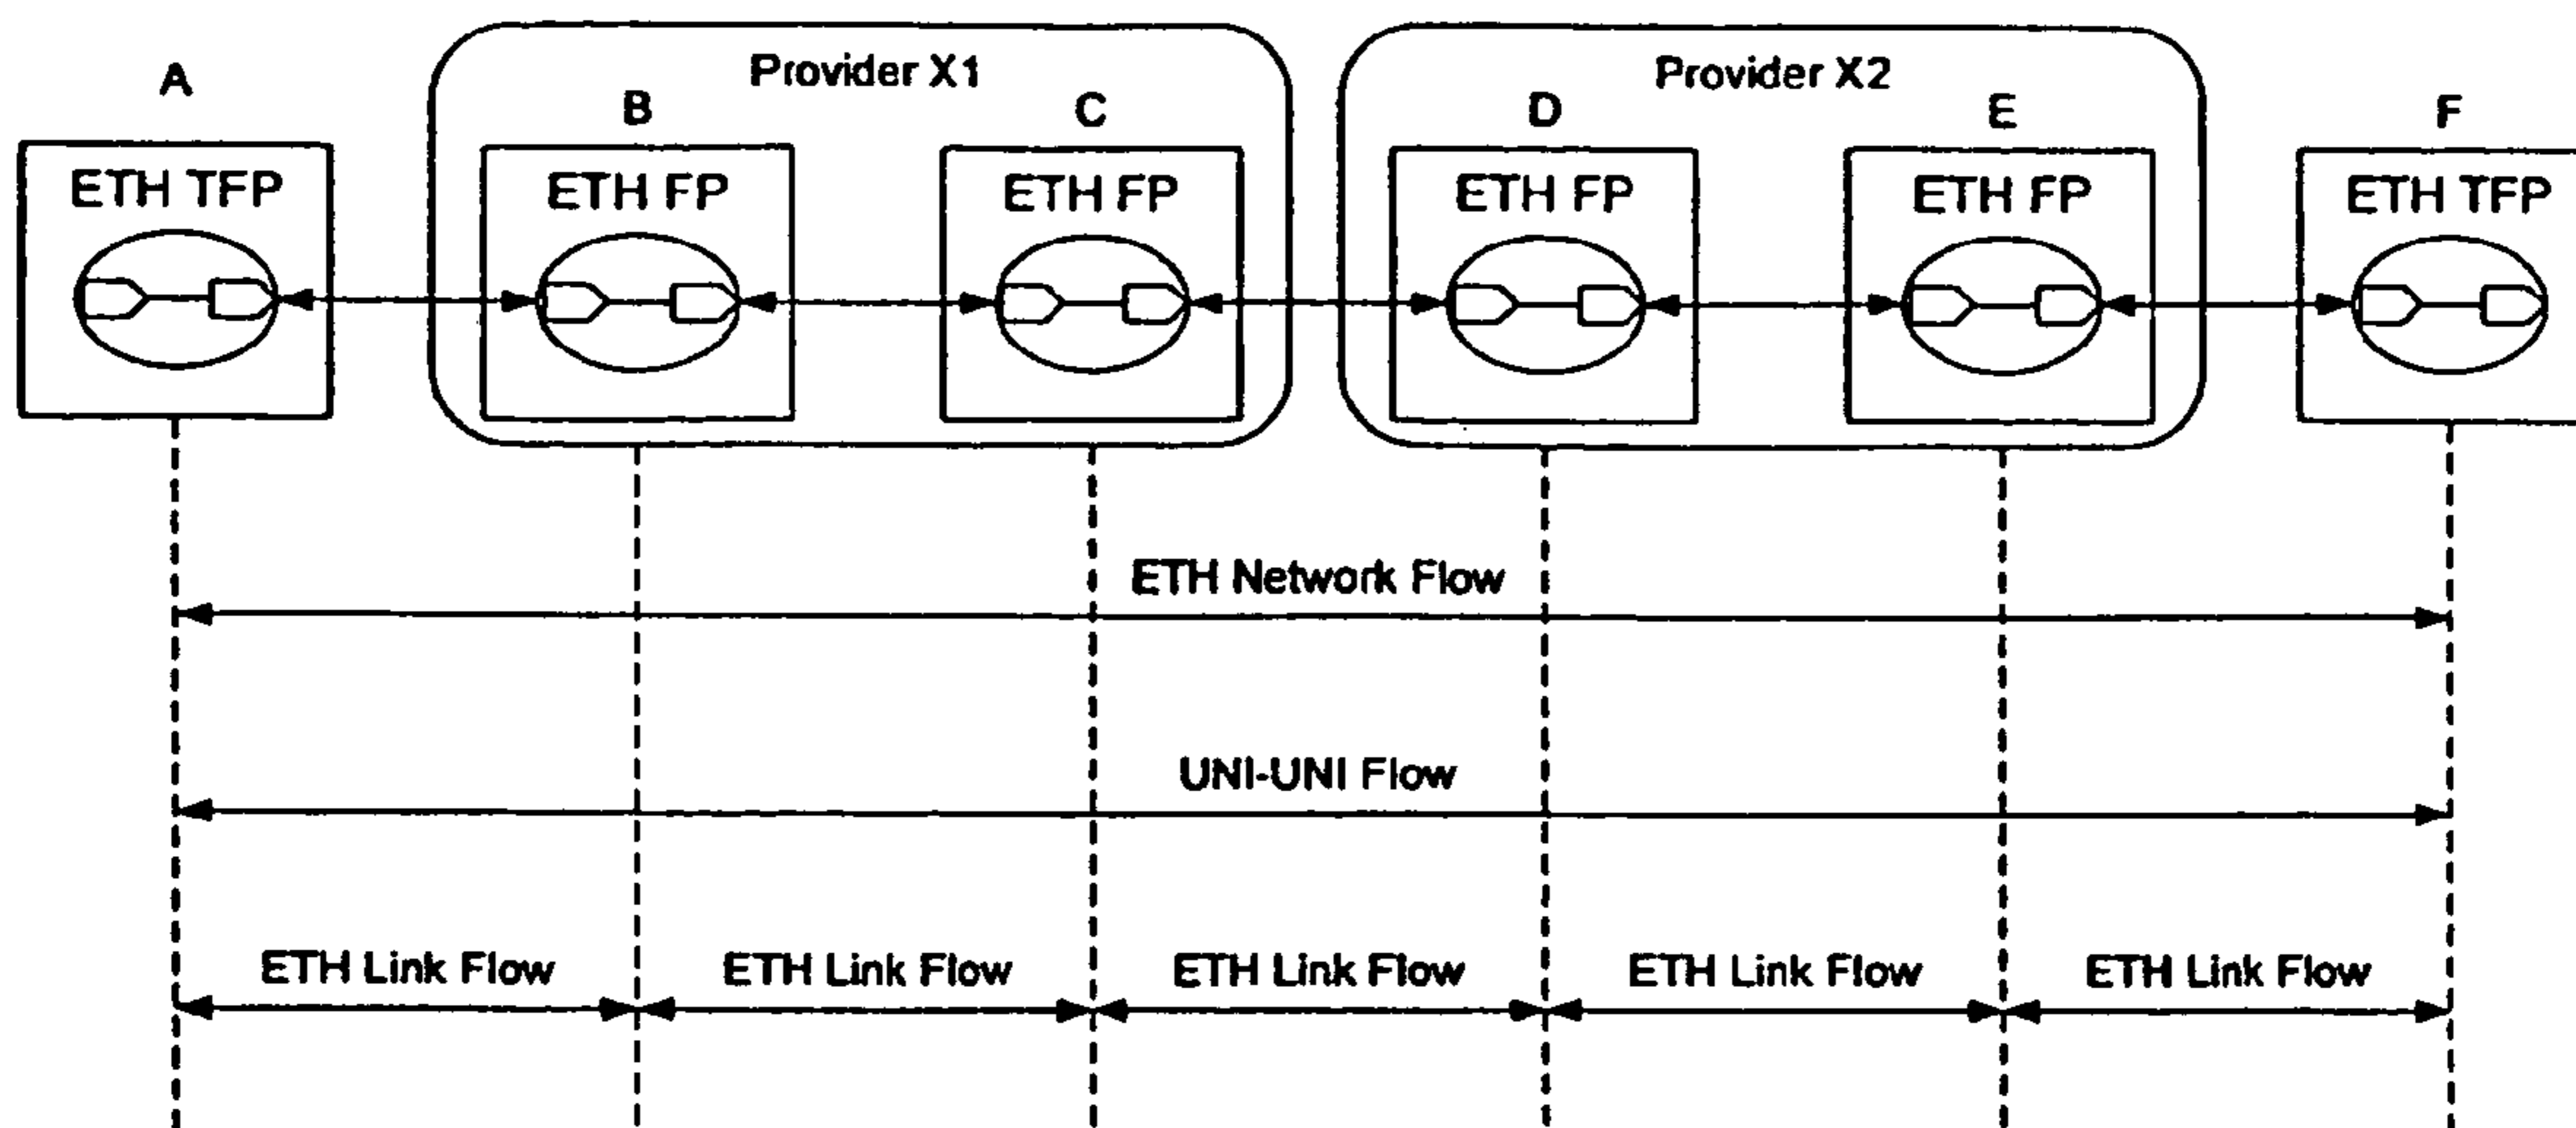 Provider X1
Provider X2
A
B
C
D
E
F
ETH TFP
ETH FP
ETH FP
ETH FP
ETH FP
ETH TFP
ETH Network Flow
UNI-UNI Flow
ETH Link Flow
ETH Link Flow
ETH Link Flow
ETH Link Flow
ETH Link Flow